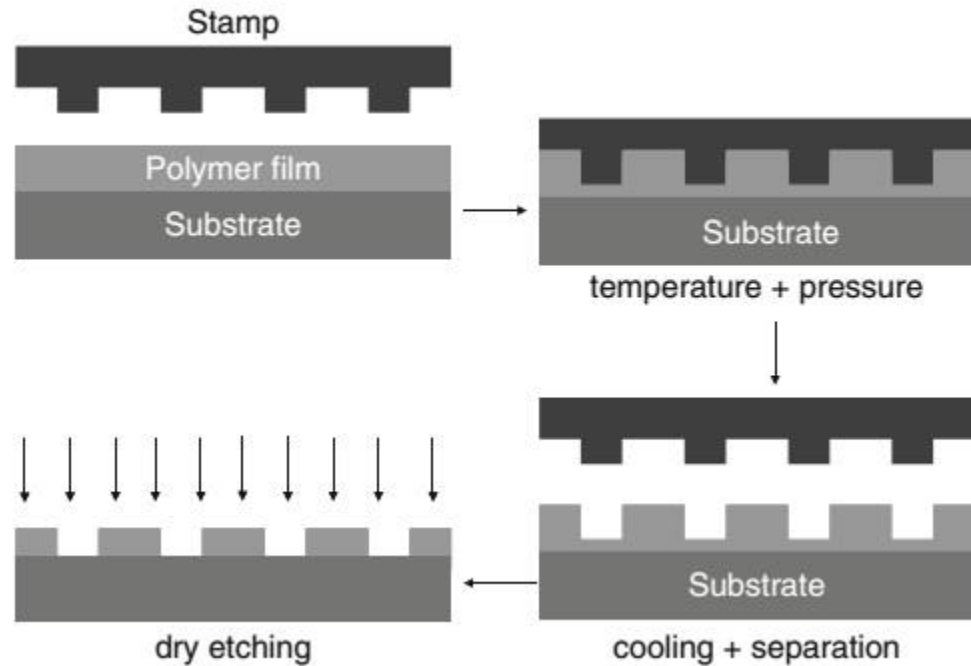 Stamp
Polymer film
Substrate
Substrate
temperature + pressure
Substrate
cooling + separation
dry etching